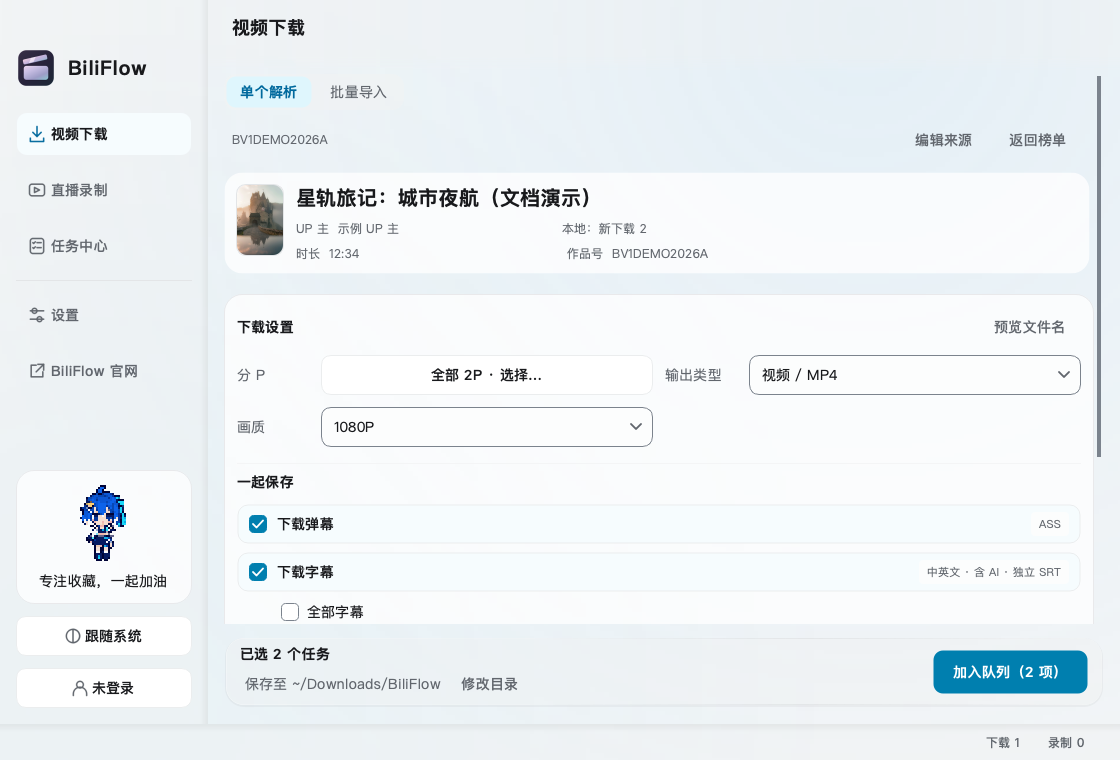 视频下载
BiliFlow
单个解析 批量导入
视频下载
BV1DEMO2026A 编辑来源 返回榜单
直播录制
星轨旅记：城市夜航（文档演示）
UP 主 示例 UP 主 本地：新下载 2
任务中心
时长 12:34 作品号 BV1DEMO2026A
设置
下载设置 预览文件名
BiliFlow 官网
分 P 全部 2P · 选择... 输出类型 视频 / MP4
画质 1080P
一起保存
下载弹幕 ASS
下载字幕 中英文 · 含 AI · 独立 SRT
专注收藏，一起加油
全部字幕
跟随系统
已选 2 个任务
加入队列（2 项）
保存至 ~/Downloads/BiliFlow 修改目录
未登录
下载 1 录制 0